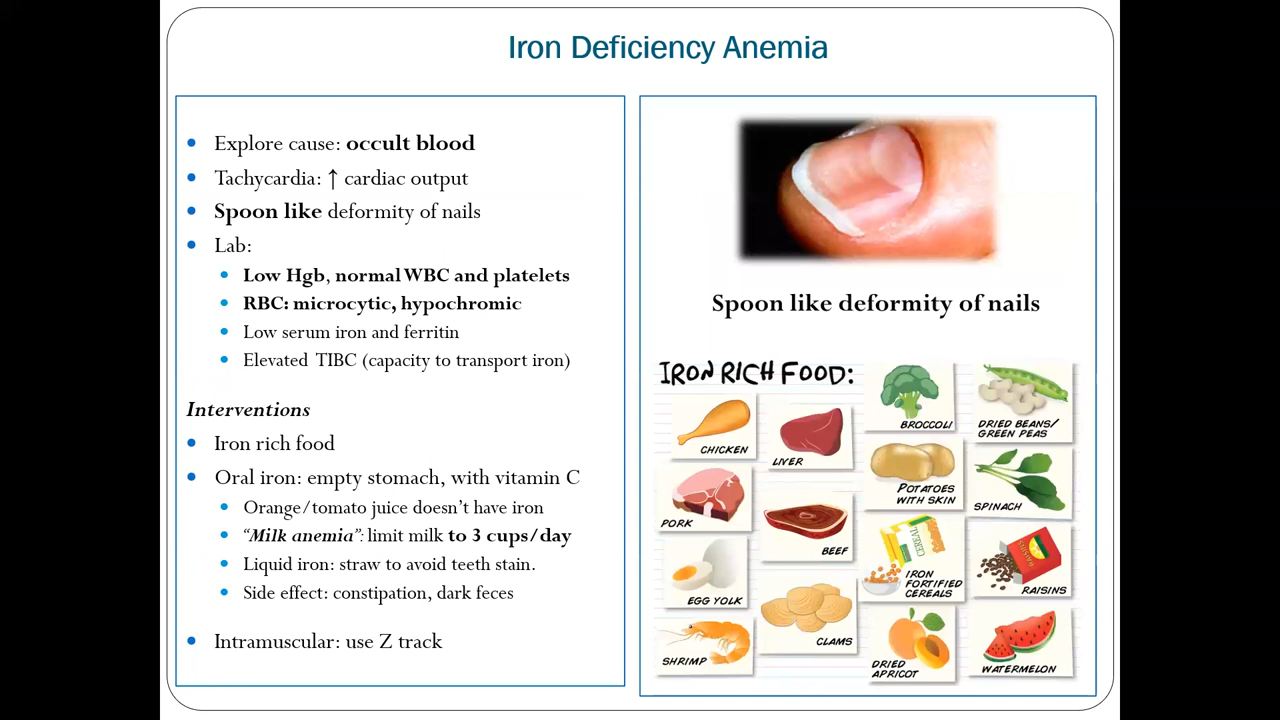 Iron Deficiency Anemia
Explore cause: occult blood
Tachycardia: ↑ cardiac output
Spoon like deformity of nails
Lab:
Low Hgb, normal WBC and platelets
RBC: microcytic, hypochromic
Low serum iron and ferritin
Elevated TIBC (capacity to transport iron)
Interventions
Iron rich food
Oral iron: empty stomach, with vitamin C
Orange/tomato juice doesn't have iron
"Milk anemia": limit milk to 3 cups/day
Liquid iron: straw to avoid teeth stain.
Side effect: constipation, dark feces
Intramuscular: use Z track
Spoon like deformity of nails
IRON RICH FOOD:
CHICKEN
LIVER
BROCCOLI
DRIED BEANS/
GREEN PEAS
PORK
BEEF
POTATOES
WITH SKIN
SPINACH
EGG YOLK
CLAMS
CEREAL
IRON
FORTIFIED
CEREALS
RAISINS
RAISINS
SHRIMP
DRIED
APRICOT
WATERMELON